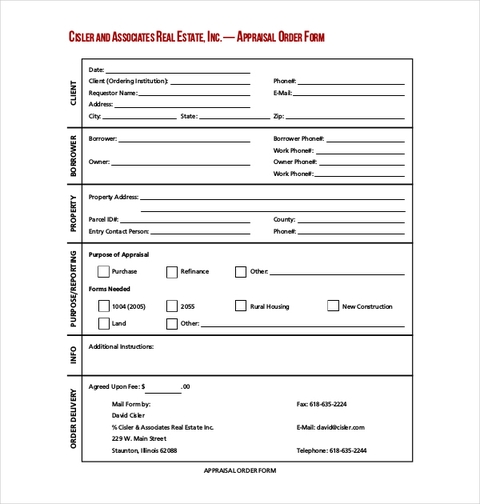 CISLER AND ASSOCIATES REAL ESTATE, INC. — APPRAISAL ORDER FORM
CLIENT
Date:
Client (Ordering Institution): Phone#:
Requestor Name: E-Mail:
Address:
City: State: Zip:
BORROWER
Borrower: Borrower Phone#:
Work Phone#:
Owner: Owner Phone#:
Work Phone#:
PROPERTY
Property Address:
Parcel ID#: County:
Entry Contact Person: Phone#:
PURPOSE/REPORTING
Purpose of Appraisal
Purchase Refinance Other:
Forms Needed
1004 (2005) 2055 Rural Housing New Construction
Land Other:
INFO
Additional Instructions:
ORDER DELIVERY
Agreed Upon Fee: $ .00
Mail Form by: Fax: 618-635-2224
David Cisler
% Cisler & Associates Real Estate Inc. E-Mail: david@cisler.com
229 W. Main Street
Staunton, Illinois 62088 Telephone: 618-635-2244
APPRAISAL ORDER FORM